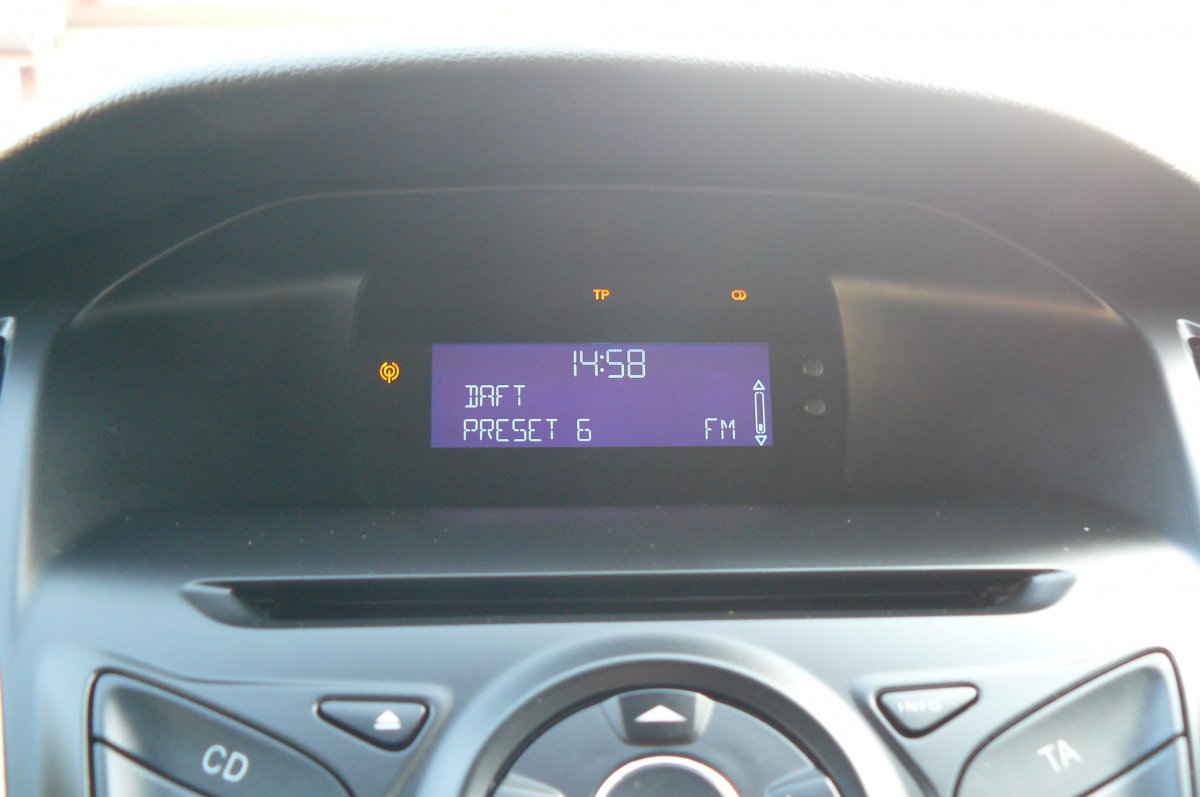 TP
14:58
DAFT
PRESET 6 FM
INFO
CD
TA